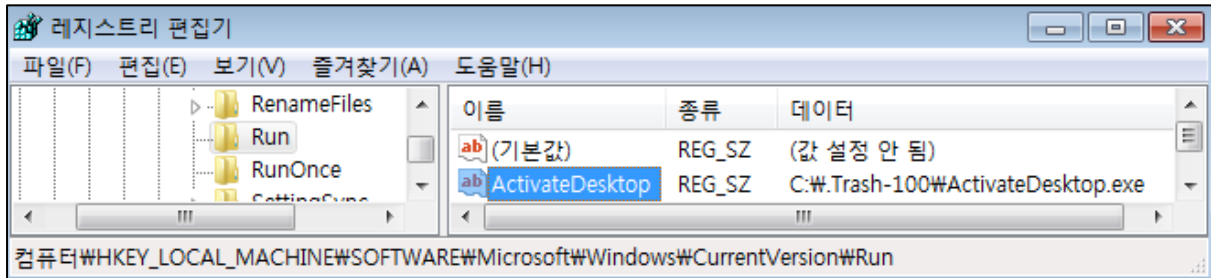 레지스트리 편집기
파일(F) 편집(E) 보기(V) 즐겨찾기(A) 도움말(H)
RenameFiles
Run
RunOnce
이름 종류 데이터
ab (기본값) REG_SZ (값 설정 안 됨)
ab ActivateDesktop REG_SZ C:₩.Trash-100₩ActivateDesktop.exe
컴퓨터₩HKEY_LOCAL_MACHINE₩SOFTWARE₩Microsoft₩Windows₩CurrentVersion₩Run